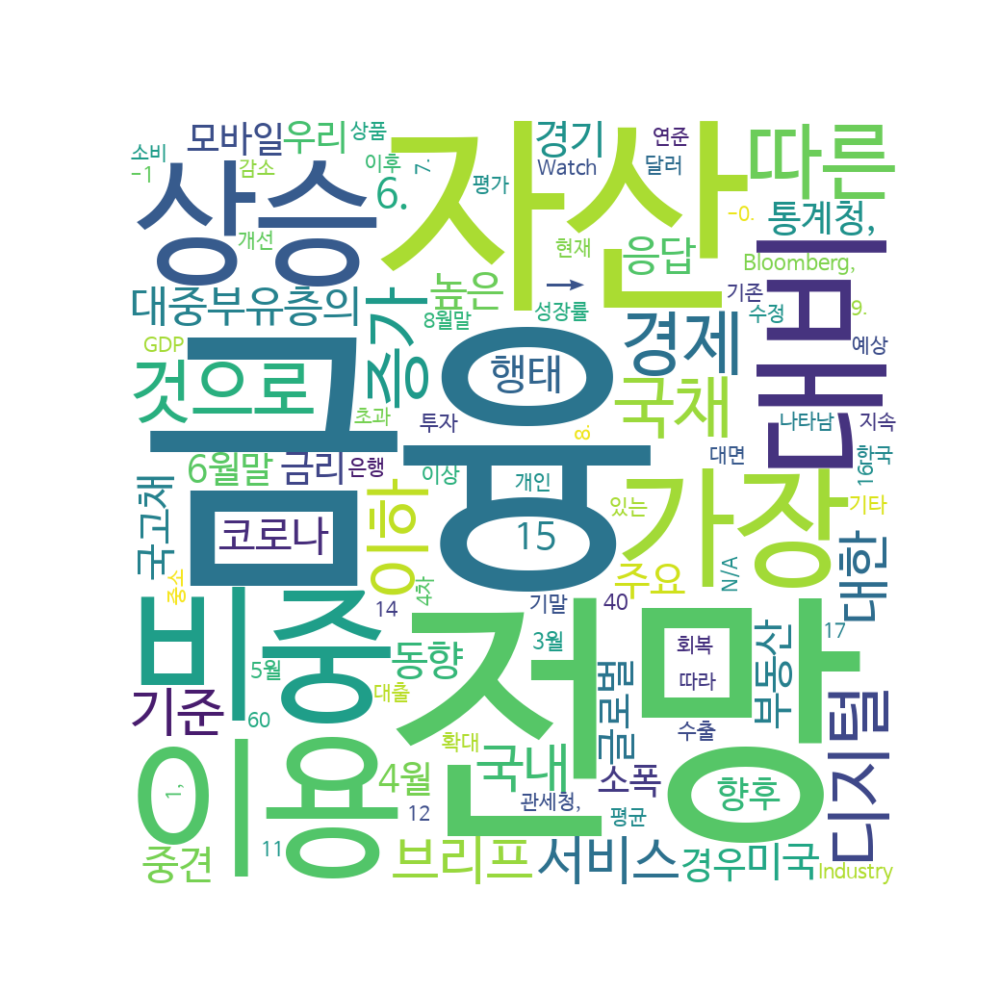 소비
-1
모바일
감소
우리
상품
이후
7.
6.
자산
평가
경기
Watch
연준
달러
따른
상승
개선
현재
응답
-0.
통계청,
Bloomberg,
대중부유층의
증가
높은
8월말
→
성장률
기존
수정
9.
대비
예상
GDP
것으로
초과
금융
행태
투자
경제
국채
8.
나타남
지속
6월말
금리
은행
이상
개인
대면
16
한국
국고채
코로나
이하
15
있는
가장
기타
중소
비중
14
4차
기말
40
주요
N/A
대한
5월
동향
3월
전망
회복
따라
17
부동산
기준
60
대출
글로벌
수출
디지털
이용
1,
4월
확대
국내
소폭
향후
12
관세청,
평균
중견
11
브리프
서비스
경우
미국
Industry